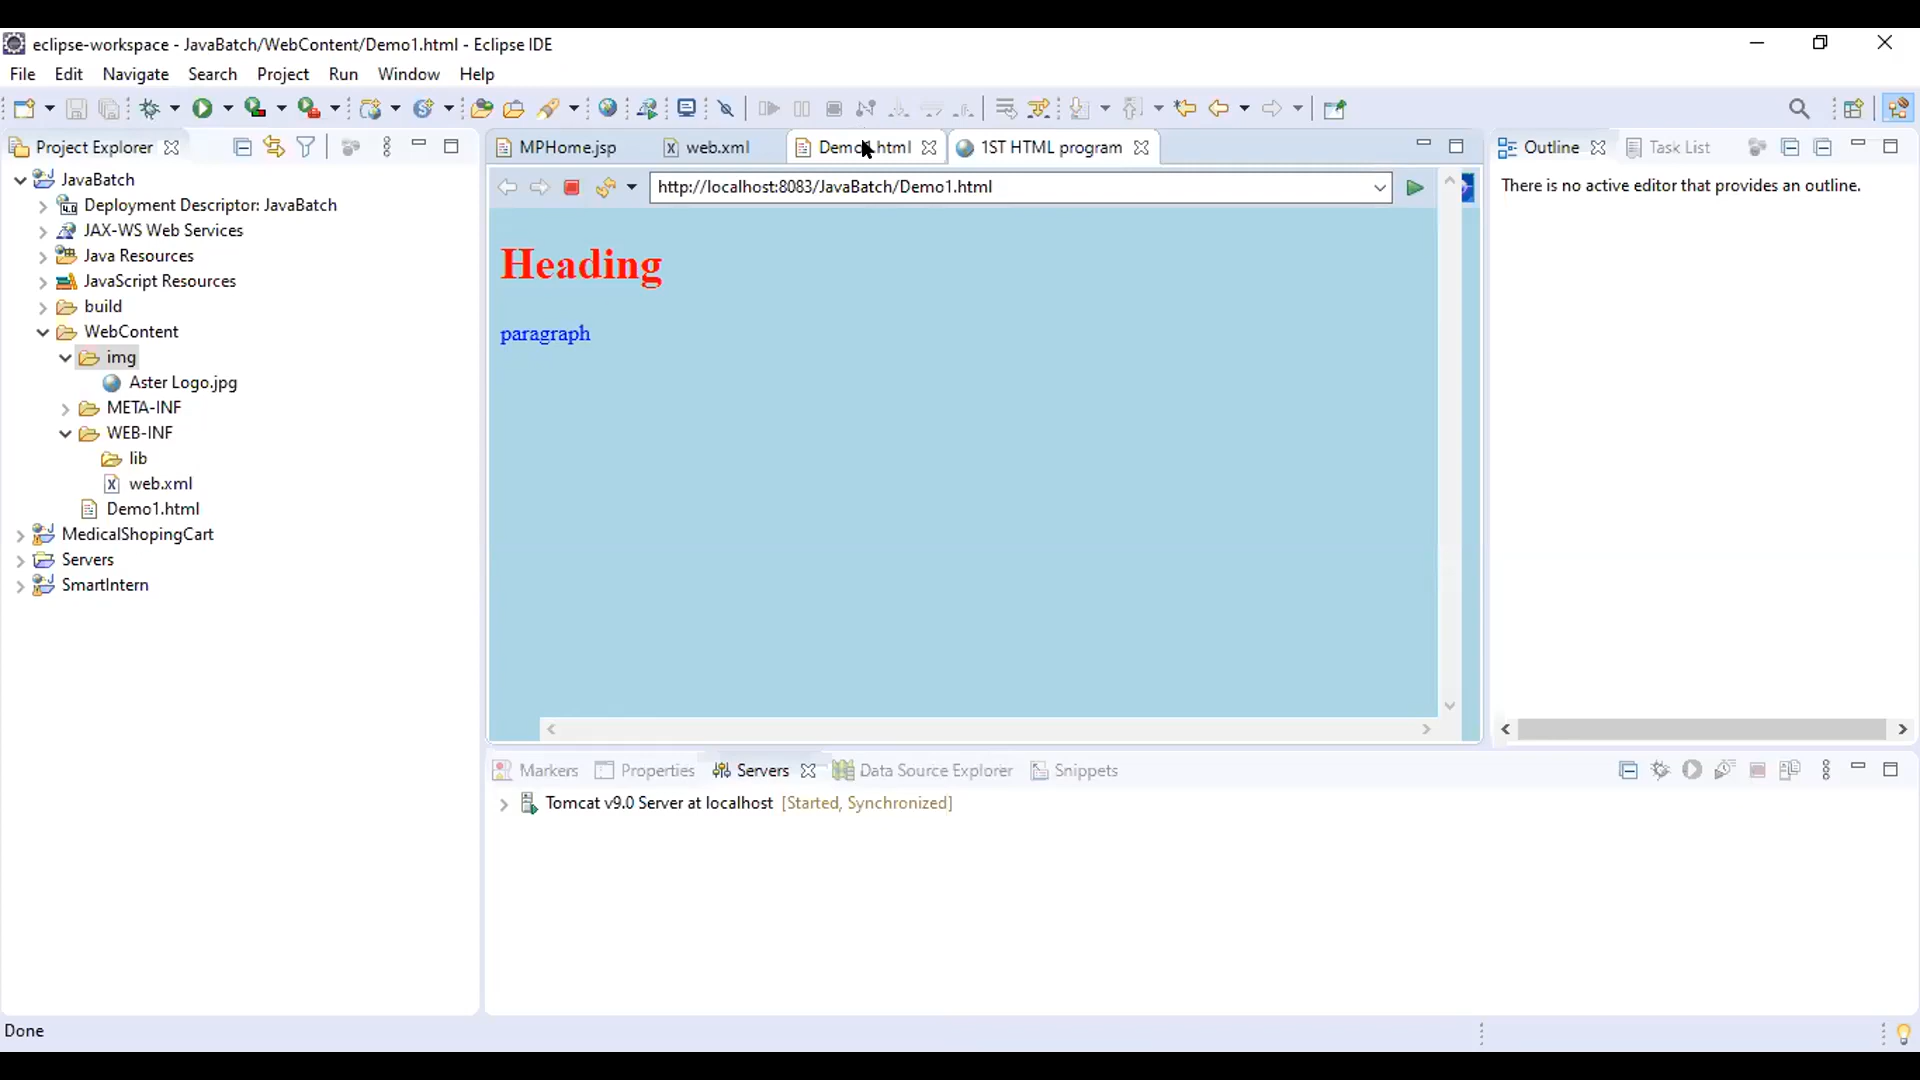 eclipse-workspace - JavaBatch/WebContent/Demo1.html - Eclipse IDE
File Edit Navigate Search Project Run Window Help
Project Explorer
MPHome.jsp web.xml 1ST HTML program
Outline Task List
http://localhost:8083/JavaBatch/Demo1.html
There is no active editor that provides an outline.
JavaBatch
Deployment Descriptor: JavaBatch
JAX-WS Web Services
Java Resources
JavaScript Resources
build
WebContent
img
Aster Logo.jpg
META-INF
WEB-INF
lib
web.xml
Demo1.html
MedicalShopingCart
Servers
SmartIntern
Heading
paragraph
Markers Properties Servers Data Source Explorer Snippets
Tomcat v9.0 Server at localhost [Started, Synchronized]
Done